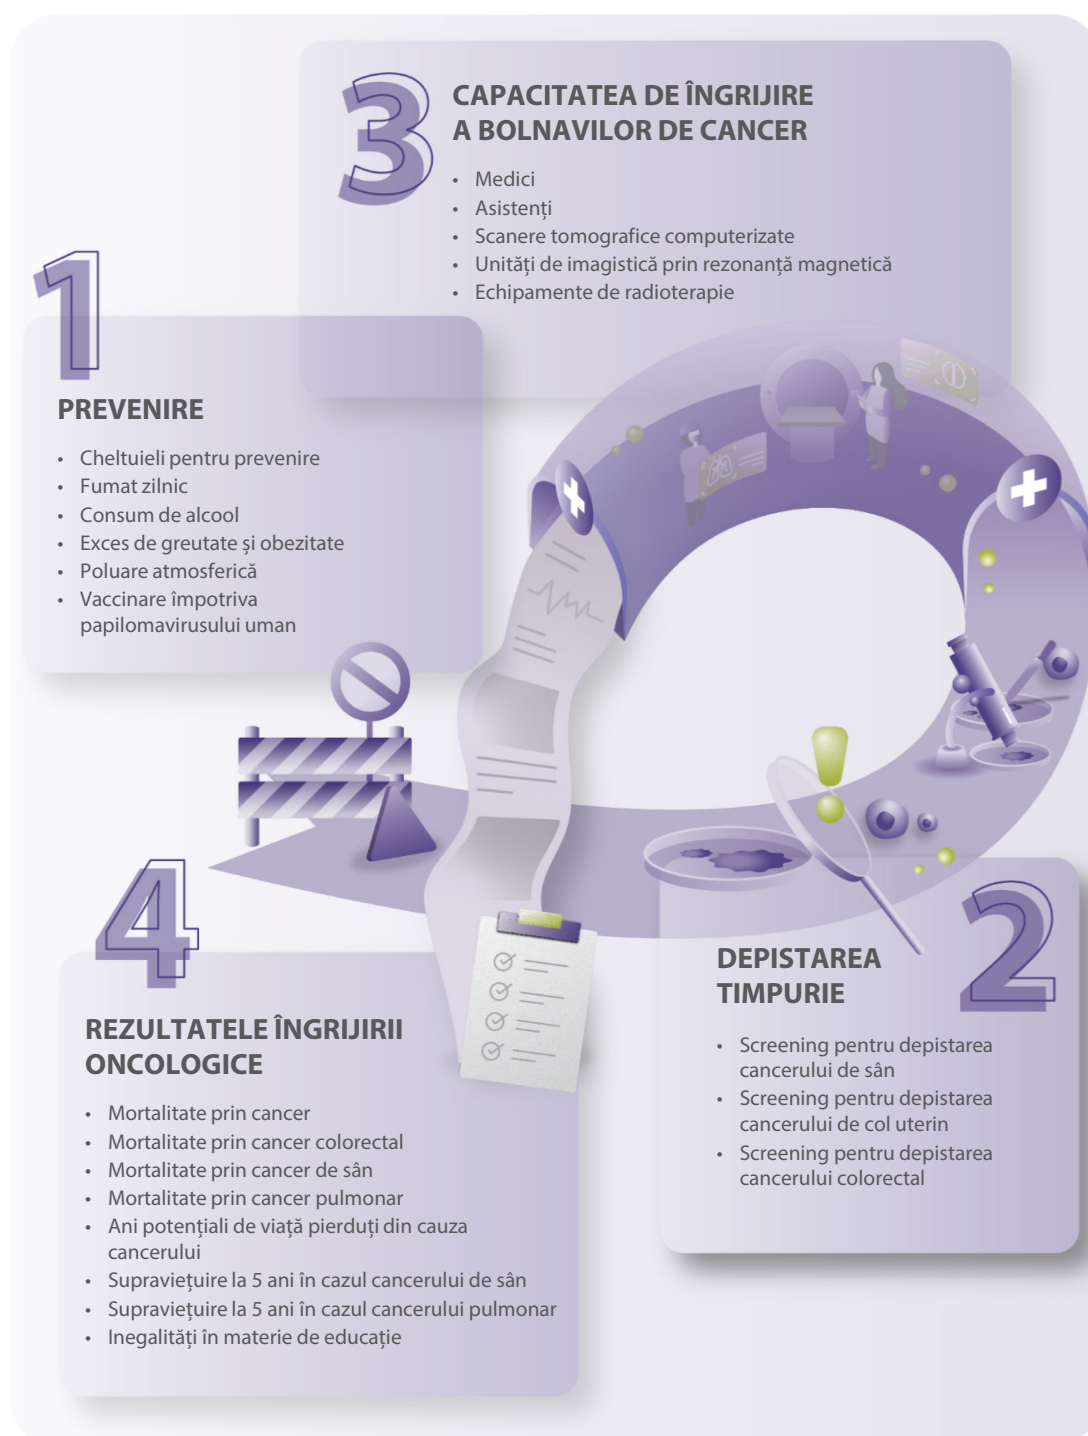 1
PREVENIRE
• Cheltuieli pentru prevenire
• Fumat zilnic
• Consum de alcool
• Exces de greutate și obezitate
• Poluare atmosferică
• Vaccinare împotriva
papilomavirusului uman
2
DEPISTAREA
TIMPURIE
• Screening pentru depistarea
cancerului de sân
• Screening pentru depistarea
cancerului de col uterin
• Screening pentru depistarea
cancerului colorectal
3
CAPACITATEA DE ÎNGRIJIRE
A BOLNAVILOR DE CANCER
• Medici
• Asistenți
• Scanere tomografice computerizate
• Unități de imagistică prin rezonanță magnetică
• Echipamente de radioterapie
4
REZULTATELE ÎNGRIJIRII
ONCOLOGICE
• Mortalitate prin cancer
• Mortalitate prin cancer colorectal
• Mortalitate prin cancer de sân
• Mortalitate prin cancer pulmonar
• Ani potențiali de viață pierduți din cauza
cancerului
• Supraviețuire la 5 ani în cazul cancerului de sân
• Supraviețuire la 5 ani în cazul cancerului pulmonar
• Inegalități în materie de educație